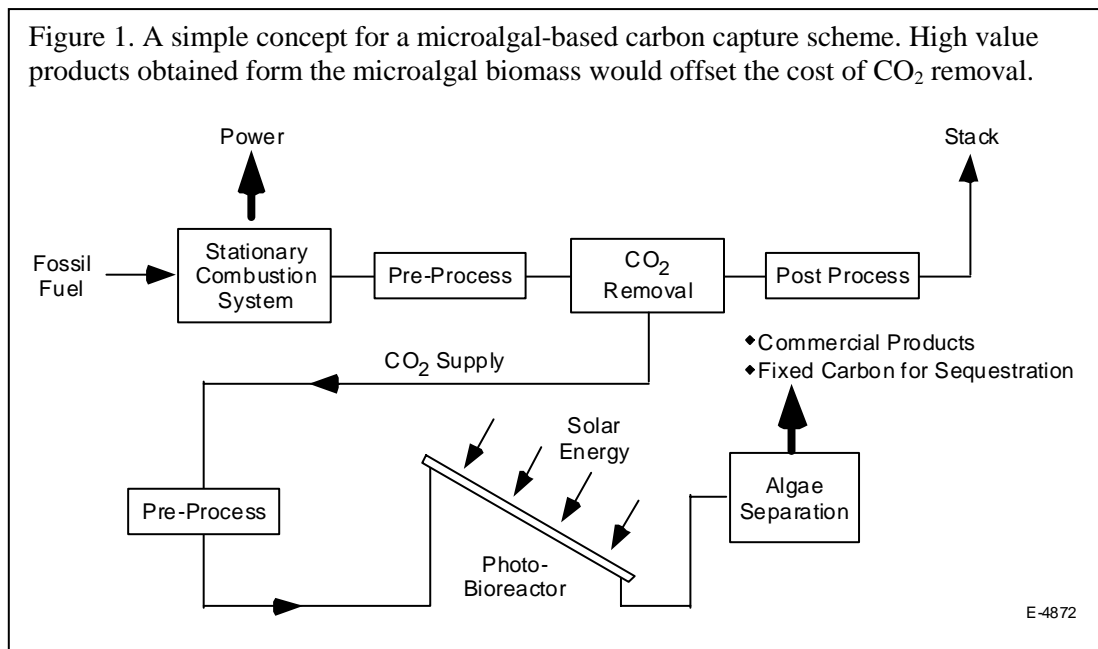 Figure 1. A simple concept for a microalgal-based carbon capture scheme. High value
products obtained form the microalgal biomass would offset the cost of CO₂ removal.
Power
Stack
Fossil
Fuel
Stationary
Combustion
System
Pre-Process
CO₂
Removal
Post Process
◆Commercial Products
◆Fixed Carbon for Sequestration
CO₂ Supply
Solar
Energy
Pre-Process
Algae
Separation
Photo-
Bioreactor
E-4872